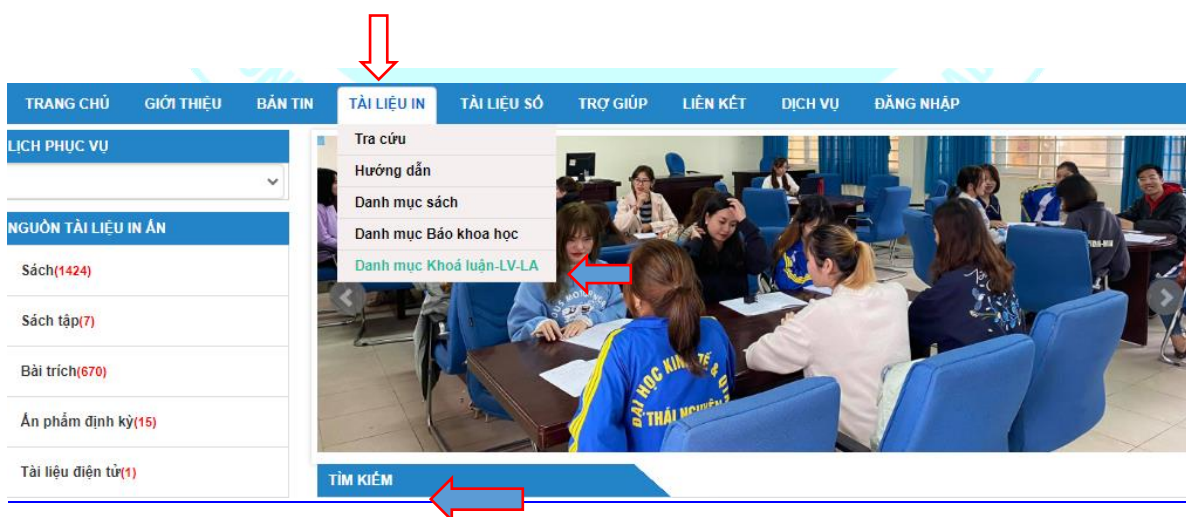 TRANG CHỦ GIỚI THIỆU BẢN TIN TÀI LIỆU IN TÀI LIỆU SỐ TRỢ GIÚP LIÊN KẾT DỊCH VỤ ĐĂNG NHẬP
LỊCH PHỤC VỤ
Tra cứu
Hướng dẫn
Danh mục sách
Danh mục Báo khoa học
Danh mục Khoá luận-LV-LA
NGUỒN TÀI LIỆU IN ẤN
Sách(1424)
Sách tập(7)
Bài trích(670)
Ấn phẩm định kỳ(15)
Tài liệu điện tử(1)
ĐẠI HỌC KINH TẾ &
THÁI NGUYÊN
TÌM KIẾM